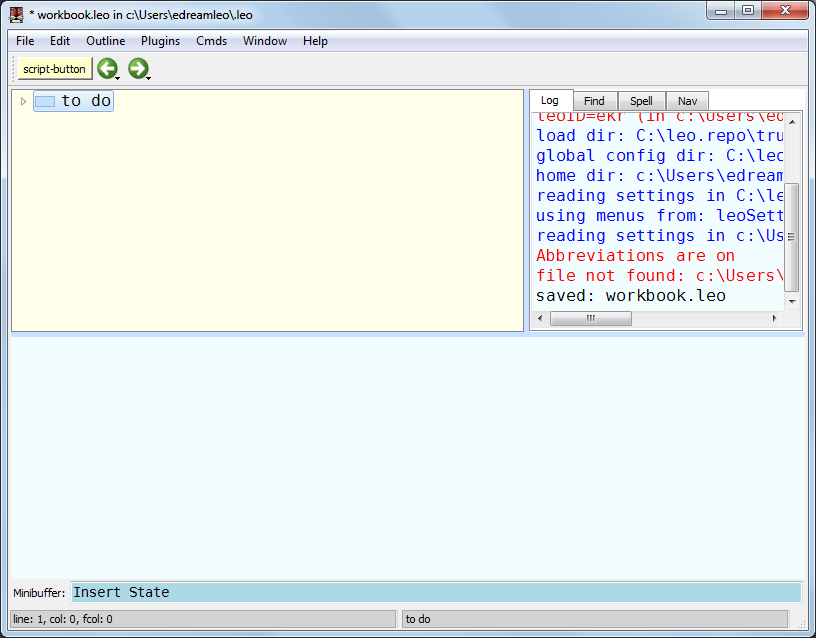 * workbook.leo in c:\Users\edreamleo\.leo
File Edit Outline Plugins Cmds Window Help
script-button
to do
Log Find Spell Nav
leoID=ekr (in c:\Users\ed
load dir: C:\leo.repo\tru
global config dir: C:\leo
home dir: c:\Users\edream
reading settings in C:\le
using menus from: leoSett
reading settings in c:\Us
Abbreviations are on
file not found: c:\Users\
saved: workbook.leo
Minibuffer: Insert State
line: 1, col: 0, fcol: 0
to do